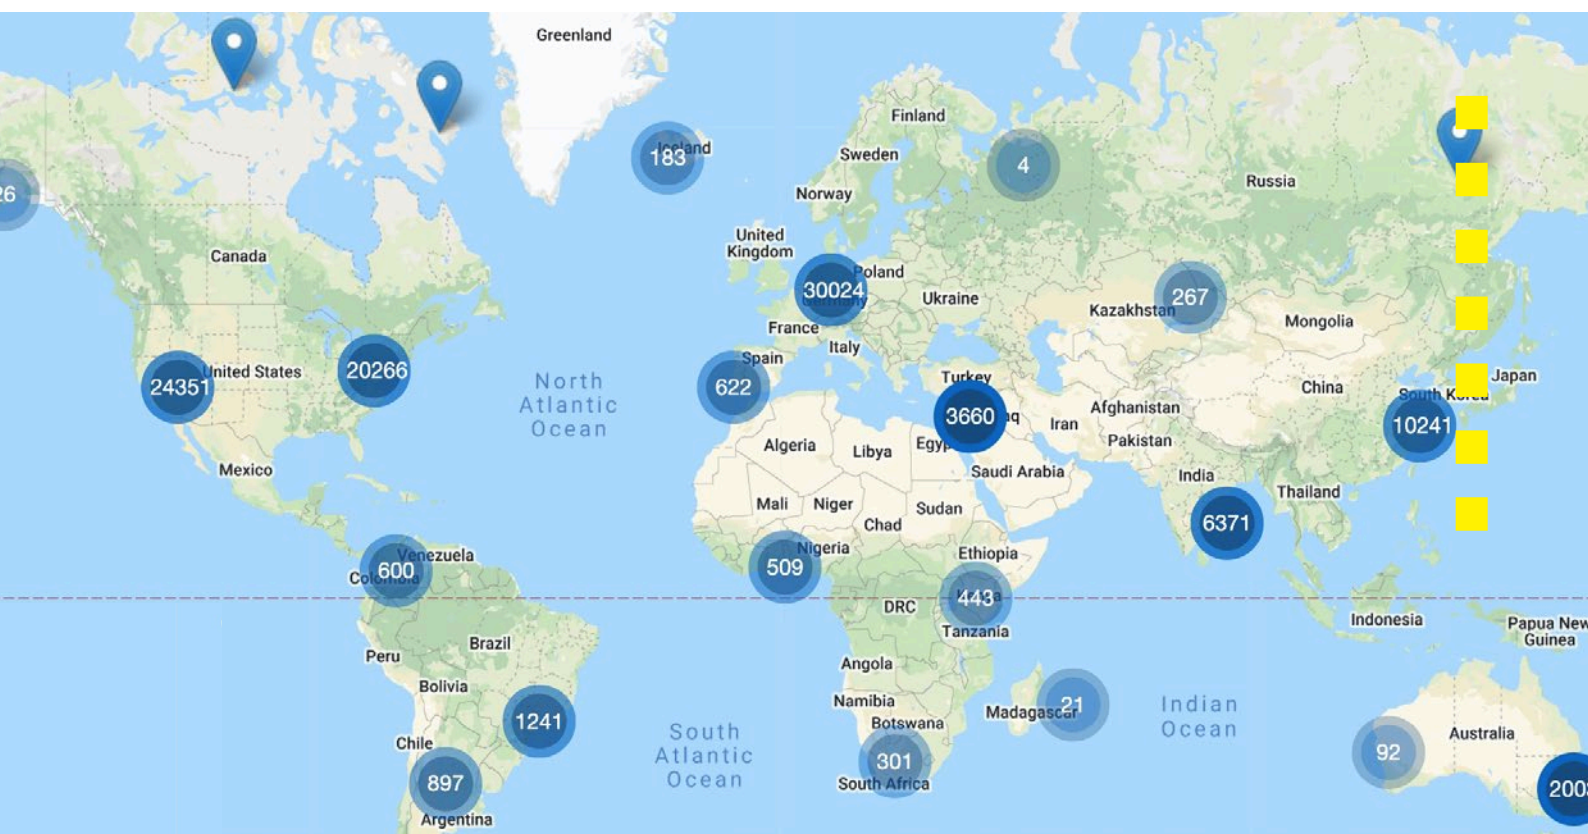 Greenland
Finland
183
Sweden
4
Norway
Russia
26
United
Kingdom
Canada
Poland
30024
Ukraine
267
Kazakhstan
Mongolia
France
Italy
Spain
United States
20266
24351
622
Turkey
China
Japan
South Korea
North
Atlantic
Ocean
3660
Iran
Afghanistan
Pakistan
10241
Algeria
Libya
Saudi Arabia
Mexico
India
Thailand
Mali
Niger
Sudan
Chad
6371
Nigeria
Ethiopia
Venezuela
600
509
443
DRC
Tanzania
Indonesia
Papua New
Guinea
Brazil
Peru
Angola
Bolivia
Namibia
Madagascar
21
Botswana
1241
Indian
Ocean
Chile
South
Atlantic
Ocean
Australia
92
301
South Africa
897
Argentina